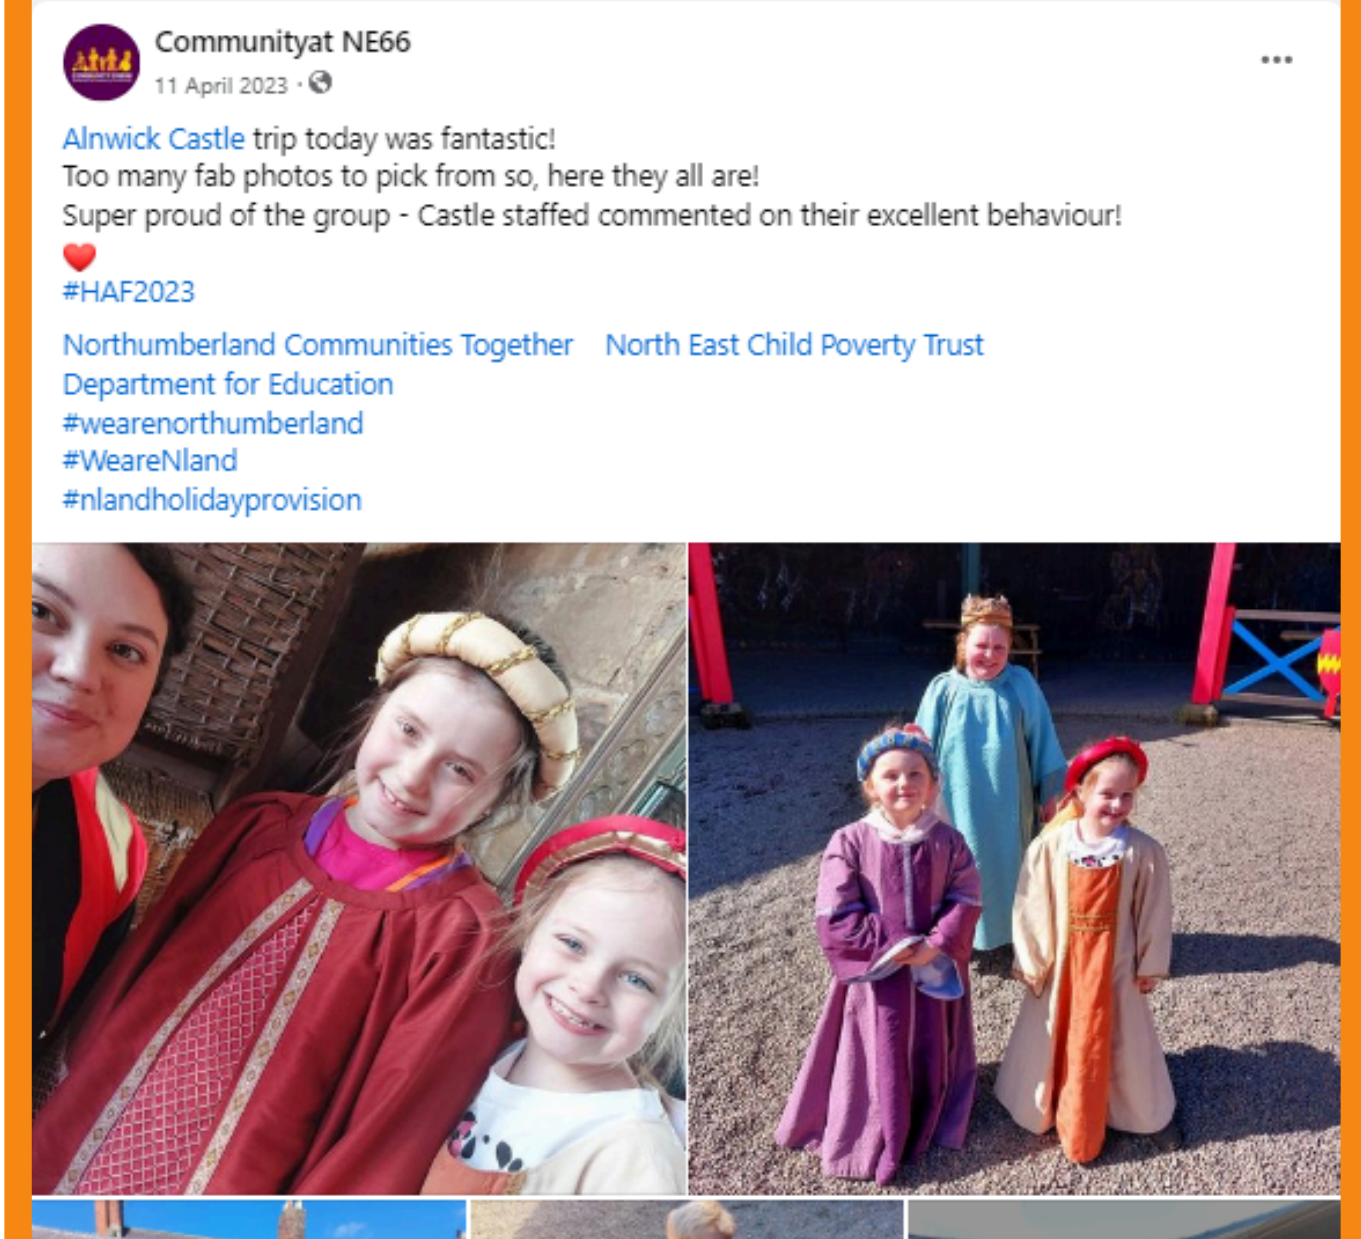 Communityat NE66
11 April 2023 ·
Alnwick Castle trip today was fantastic!
Too many fab photos to pick from so, here they all are!
Super proud of the group - Castle staffed commented on their excellent behaviour!
#HAF2023
Northumberland Communities Together North East Child Poverty Trust
Department for Education
#wearenorthumberland
#WeareNland
#nlandholidayprovision